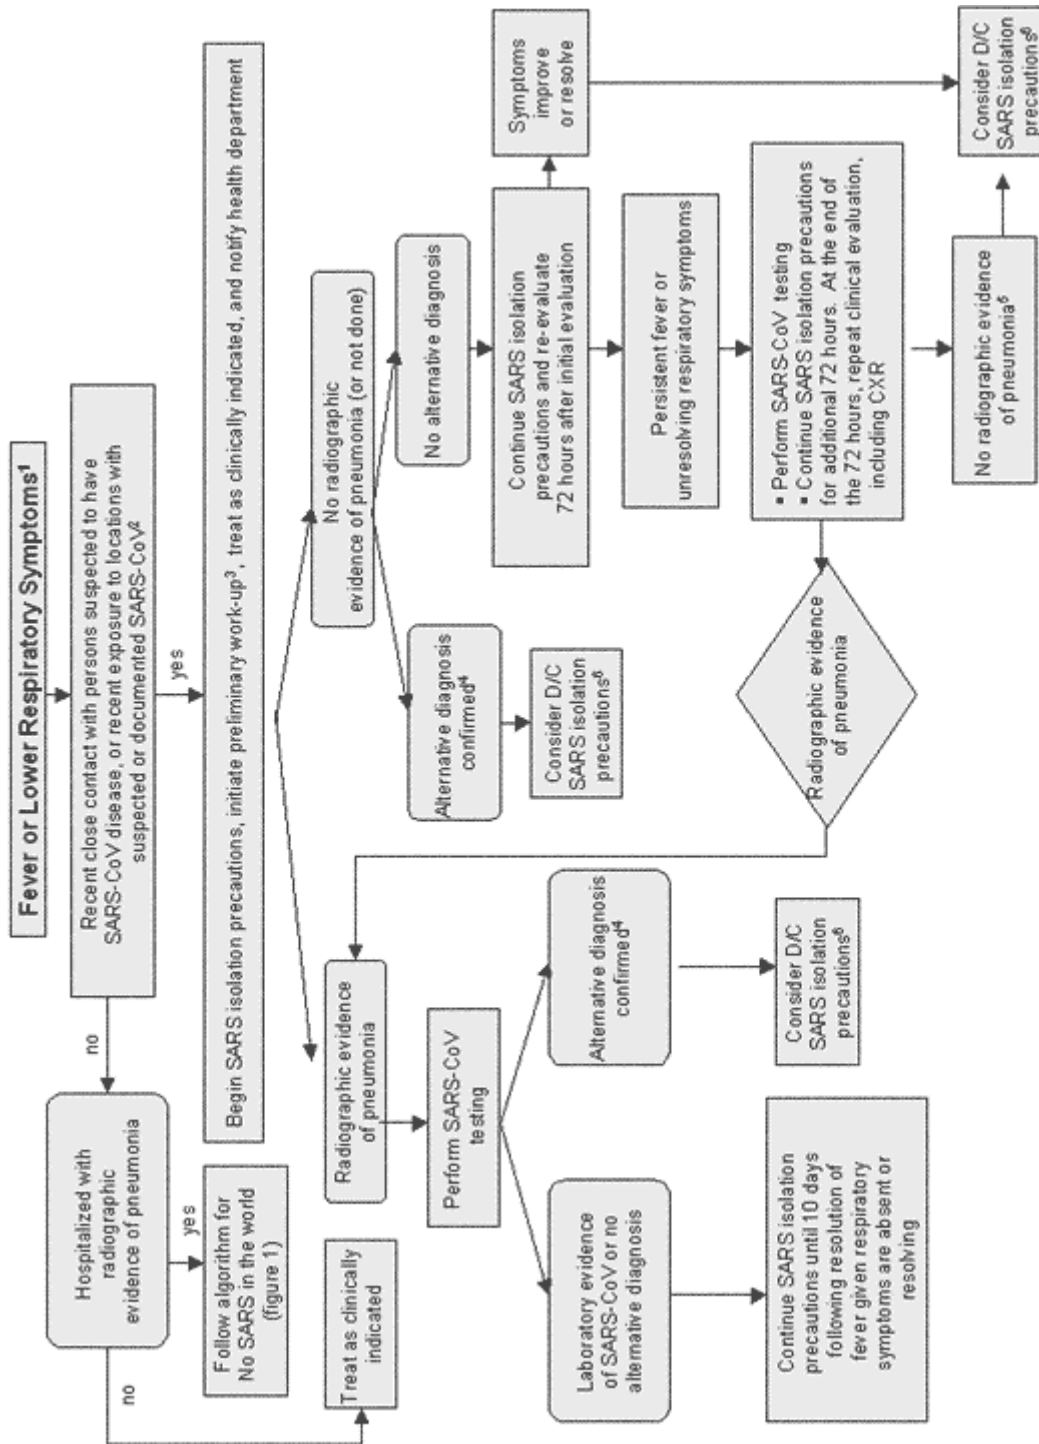 Fever or Lower Respiratory Symptoms¹
Recent close contact with persons suspected to have
SARS-CoV disease, or recent exposure to locations with
suspected or documented SARS-CoV²
no
yes
Hospitalized with
radiographic
evidence of pneumonia
yes
no
Follow algorithm for
No SARS in the world
(figure 1)
Treat as clinically
indicated
Begin SARS isolation precautions, initiate preliminary work-up³, treat as clinically indicated, and notify health department
Radiographic evidence
of pneumonia
No radiographic
evidence of pneumonia (or not done)
Perform SARS-CoV
testing
Laboratory evidence
of SARS-CoV or no
alternative diagnosis
Alternative diagnosis
confirmed⁴
Continue SARS isolation
precautions until 10 days
following resolution of
fever given respiratory
symptoms are absent or
resolving
Consider D/C
SARS isolation
precautions⁶
Alternative diagnosis
confirmed⁴
Consider D/C
SARS isolation
precautions⁶
No alternative diagnosis
Continue SARS isolation
precautions and re-evaluate
72 hours after initial evaluation
Symptoms
improve
or resolve
Persistent fever or
unresolving respiratory symptoms
▪ Perform SARS-CoV testing
▪ Continue SARS isolation precautions
for additional 72 hours. At the end of
the 72 hours, repeat clinical evaluation,
including CXR
Radiographic evidence
of pneumonia
No radiographic evidence
of pneumonia⁵
Consider D/C
SARS isolation
precautions⁶